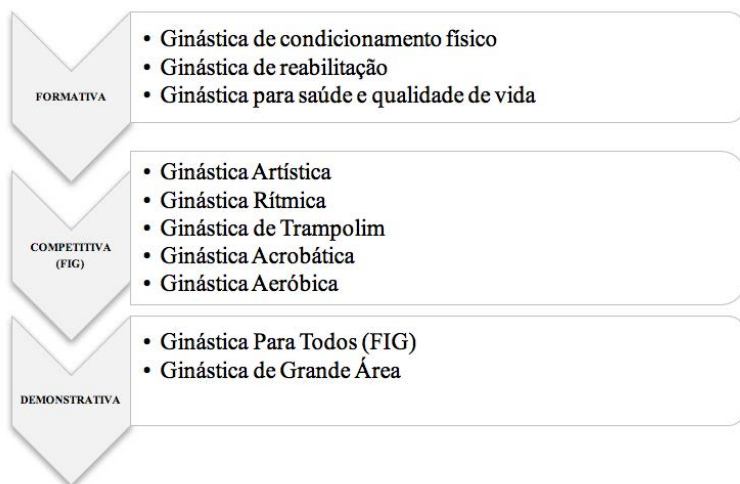 FORMATIVA
• Ginástica de condicionamento físico
• Ginástica de reabilitação
• Ginástica para saúde e qualidade de vida
COMPETITIVA
(FIG)
• Ginástica Artística
• Ginástica Rítmica
• Ginástica de Trampolim
• Ginástica Acrobática
• Ginástica Aeróbica
DEMONSTRATIVA
• Ginástica Para Todos (FIG)
• Ginástica de Grande Área